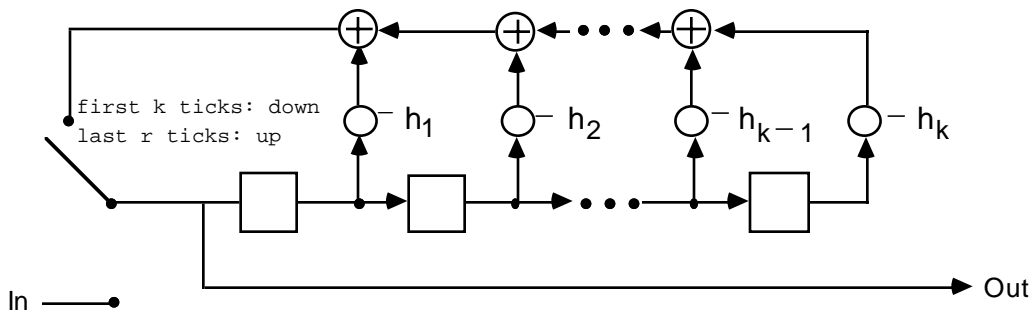 first k ticks: down
last r ticks: up
− h₁
− h₂
− hₖ₋₁
− hₖ
Out
In